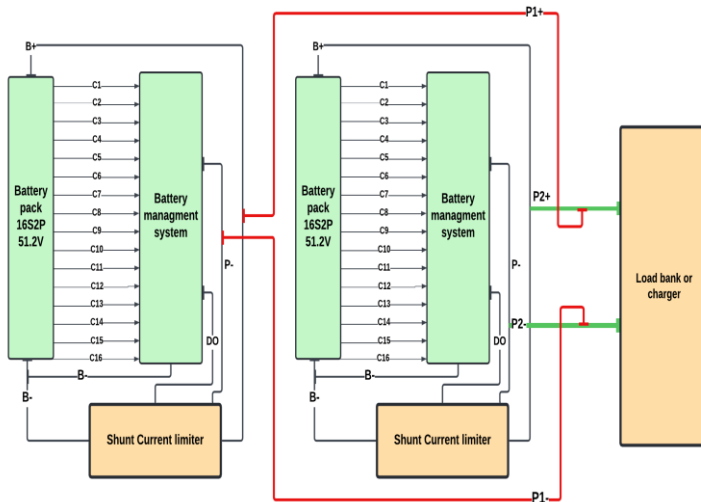 P1+
B+
B+
C1
C2
C3
C4
C5
C6
C7
C8
C9
C10
C11
C12
C13
C14
C15
C16
Battery
pack
16S2P
51.2V
Battery
managment
system
P-
DO
B-
B-
Shunt Current limiter
C1
C2
C3
C4
C5
C6
C7
C8
C9
C10
C11
C12
C13
C14
C15
C16
Battery
pack
16S2P
51.2V
Battery
managment
system
P-
DO
B-
B-
Shunt Current limiter
P2+
P2-
Load bank or
charger
P1-